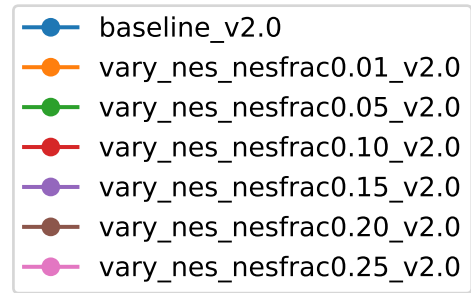 baseline_v2.0
vary_nes_nesfrac0.01_v2.0
vary_nes_nesfrac0.05_v2.0
vary_nes_nesfrac0.10_v2.0
vary_nes_nesfrac0.15_v2.0
vary_nes_nesfrac0.20_v2.0
vary_nes_nesfrac0.25_v2.0